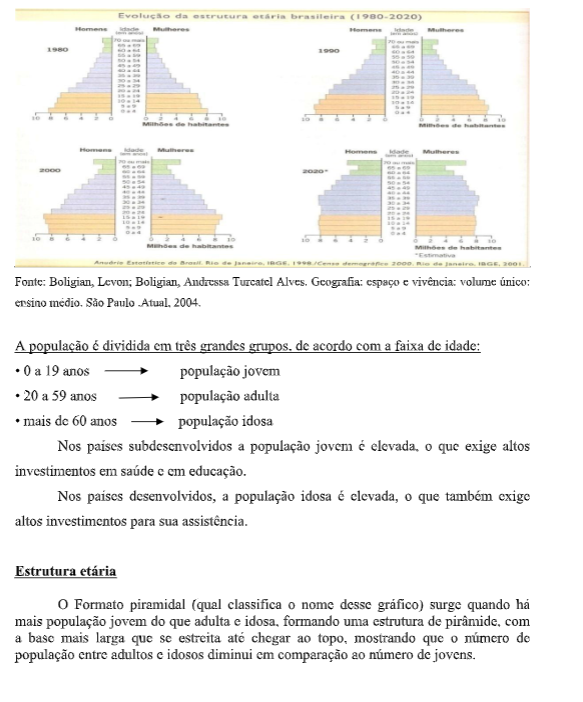 Evolução da estrutura etária brasileira (1980-2020)
Homens Idade (em anos) Mulheres
1980
70 ou mais
65 a 69
60 a 64
55 a 59
50 a 54
45 a 49
40 a 44
35 a 39
30 a 34
25 a 29
20 a 24
15 a 19
10 a 14
5 a 9
0 a 4
10 8 6 4 2 0 0 2 4 6 8 10
Milhões de habitantes
Homens Idade (em anos) Mulheres
1990
70 ou mais
65 a 69
60 a 64
55 a 59
50 a 54
45 a 49
40 a 44
35 a 39
30 a 34
25 a 29
20 a 24
15 a 19
10 a 14
5 a 9
0 a 4
10 8 6 4 2 0 0 2 4 6 8 10
Milhões de habitantes
Homens Idade (em anos) Mulheres
2000
70 ou mais
65 a 69
60 a 64
55 a 59
50 a 54
45 a 49
40 a 44
35 a 39
30 a 34
25 a 29
20 a 24
15 a 19
10 a 14
5 a 9
0 a 4
10 8 6 4 2 0 0 2 4 6 8 10
Milhões de habitantes
Homens Idade (em anos) Mulheres
2020*
70 ou mais
65 a 69
60 a 64
55 a 59
50 a 54
45 a 49
40 a 44
35 a 39
30 a 34
25 a 29
20 a 24
15 a 19
10 a 14
5 a 9
0 a 4
10 8 6 4 2 0 0 2 4 6 8 10
Milhões de habitantes
*Estimativa
Anuário Estatístico do Brasil. Rio de Janeiro, IBGE, 1998./Censo demográfico 2000. Rio de Janeiro, IBGE, 2001.
Fonte: Boligian, Levon; Boligian, Andressa Turcatel Alves. Geografia: espaço e vivência: volume único:
ensino médio. São Paulo .Atual, 2004.
A população é dividida em três grandes grupos, de acordo com a faixa de idade:
• 0 a 19 anos → população jovem
• 20 a 59 anos → população adulta
• mais de 60 anos → população idosa
Nos países subdesenvolvidos a população jovem é elevada, o que exige altos
investimentos em saúde e em educação.
Nos países desenvolvidos, a população idosa é elevada, o que também exige
altos investimentos para sua assistência.
Estrutura etária
O Formato piramidal (qual classifica o nome desse gráfico) surge quando há
mais população jovem do que adulta e idosa, formando uma estrutura de pirâmide, com
a base mais larga que se estreita até chegar ao topo, mostrando que o número de
população entre adultos e idosos diminui em comparação ao número de jovens.